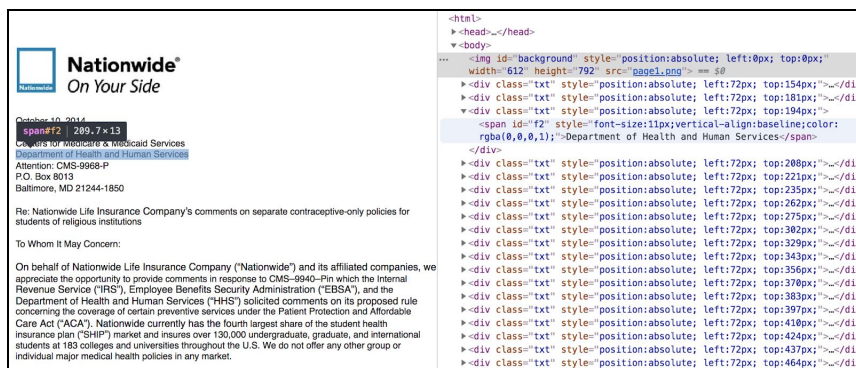 Nationwide®
On Your Side
Nationwide
October 10, 2014
span#f2 | 209.7 × 13
Centers for Medicare & Medicaid Services
Department of Health and Human Services
Attention: CMS-9968-P
P.O. Box 8013
Baltimore, MD 21244-1850
Re: Nationwide Life Insurance Company's comments on separate contraceptive-only policies for
students of religious institutions
To Whom It May Concern:
On behalf of Nationwide Life Insurance Company ("Nationwide") and its affiliated companies, we
appreciate the opportunity to provide comments in response to CMS–9940–Pin which the Internal
Revenue Service ("IRS"), Employee Benefits Security Administration ("EBSA"), and the
Department of Health and Human Services ("HHS") solicited comments on its proposed rule
concerning the coverage of certain preventive services under the Patient Protection and Affordable
Care Act ("ACA"). Nationwide currently has the fourth largest share of the student health
insurance plan ("SHIP") market and insures over 130,000 undergraduate, graduate, and international
students at 183 colleges and universities throughout the U.S. We do not offer any other group or
individual major medical health policies in any market.
<html>
▶<head>…</head>
▼<body>
… <img id="background" style="position:absolute; left:0px; top:0px;"
width="612" height="792" src="page1.png"> == $0
▶<div class="txt" style="position:absolute; left:72px; top:154px;">…</di
▶<div class="txt" style="position:absolute; left:72px; top:181px;">…</di
▼<div class="txt" style="position:absolute; left:72px; top:194px;">
<span id="f2" style="font-size:11px;vertical-align:baseline;color:
rgba(0,0,0,1);">Department of Health and Human Services</span>
</div>
▶<div class="txt" style="position:absolute; left:72px; top:208px;">…</di
▶<div class="txt" style="position:absolute; left:72px; top:221px;">…</di
▶<div class="txt" style="position:absolute; left:72px; top:235px;">…</di
▶<div class="txt" style="position:absolute; left:72px; top:262px;">…</di
▶<div class="txt" style="position:absolute; left:72px; top:275px;">…</di
▶<div class="txt" style="position:absolute; left:72px; top:302px;">…</di
▶<div class="txt" style="position:absolute; left:72px; top:329px;">…</di
▶<div class="txt" style="position:absolute; left:72px; top:343px;">…</di
▶<div class="txt" style="position:absolute; left:72px; top:356px;">…</di
▶<div class="txt" style="position:absolute; left:72px; top:370px;">…</di
▶<div class="txt" style="position:absolute; left:72px; top:383px;">…</di
▶<div class="txt" style="position:absolute; left:72px; top:397px;">…</di
▶<div class="txt" style="position:absolute; left:72px; top:410px;">…</di
▶<div class="txt" style="position:absolute; left:72px; top:424px;">…</di
▶<div class="txt" style="position:absolute; left:72px; top:437px;">…</di
▶<div class="txt" style="position:absolute; left:72px; top:464px;">…</di